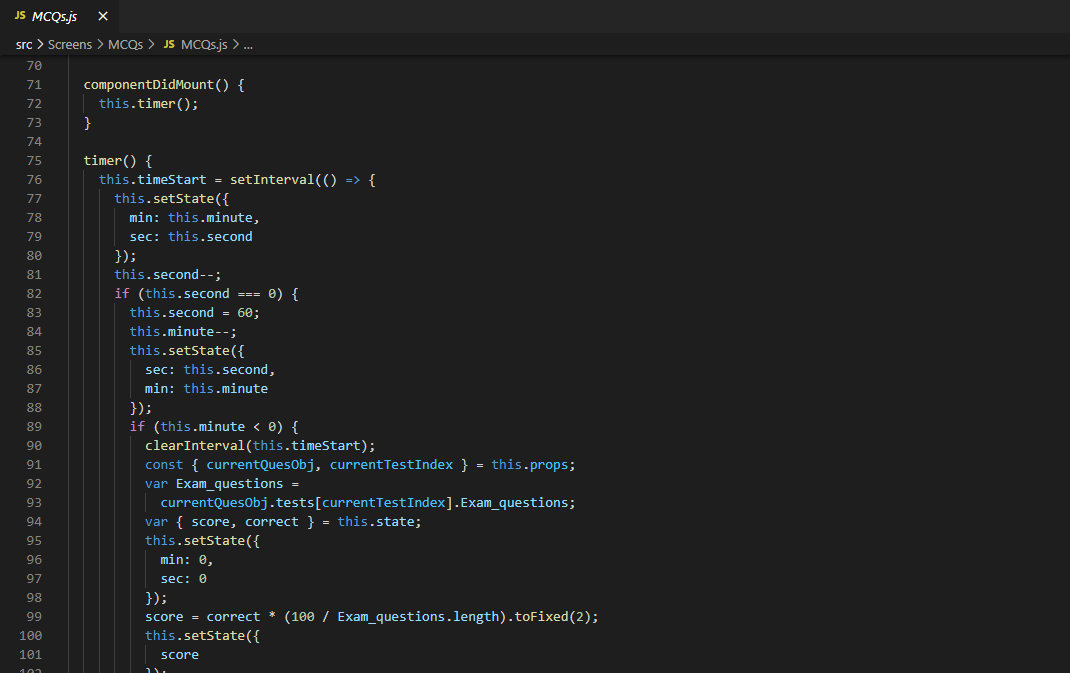 JS MCQs.js ×
src > Screens > MCQs > JS MCQs.js > ...
70
71 componentDidMount() {
72 this.timer();
73 }
74
75 timer() {
76 this.timeStart = setInterval(() => {
77 this.setState({
78 min: this.minute,
79 sec: this.second
80 });
81 this.second--;
82 if (this.second === 0) {
83 this.second = 60;
84 this.minute--;
85 this.setState({
86 sec: this.second,
87 min: this.minute
88 });
89 if (this.minute < 0) {
90 clearInterval(this.timeStart);
91 const { currentQuesObj, currentTestIndex } = this.props;
92 var Exam_questions =
93 currentQuesObj.tests[currentTestIndex].Exam_questions;
94 var { score, correct } = this.state;
95 this.setState({
96 min: 0,
97 sec: 0
98 });
99 score = correct * (100 / Exam_questions.length).toFixed(2);
100 this.setState({
101 score
102 });